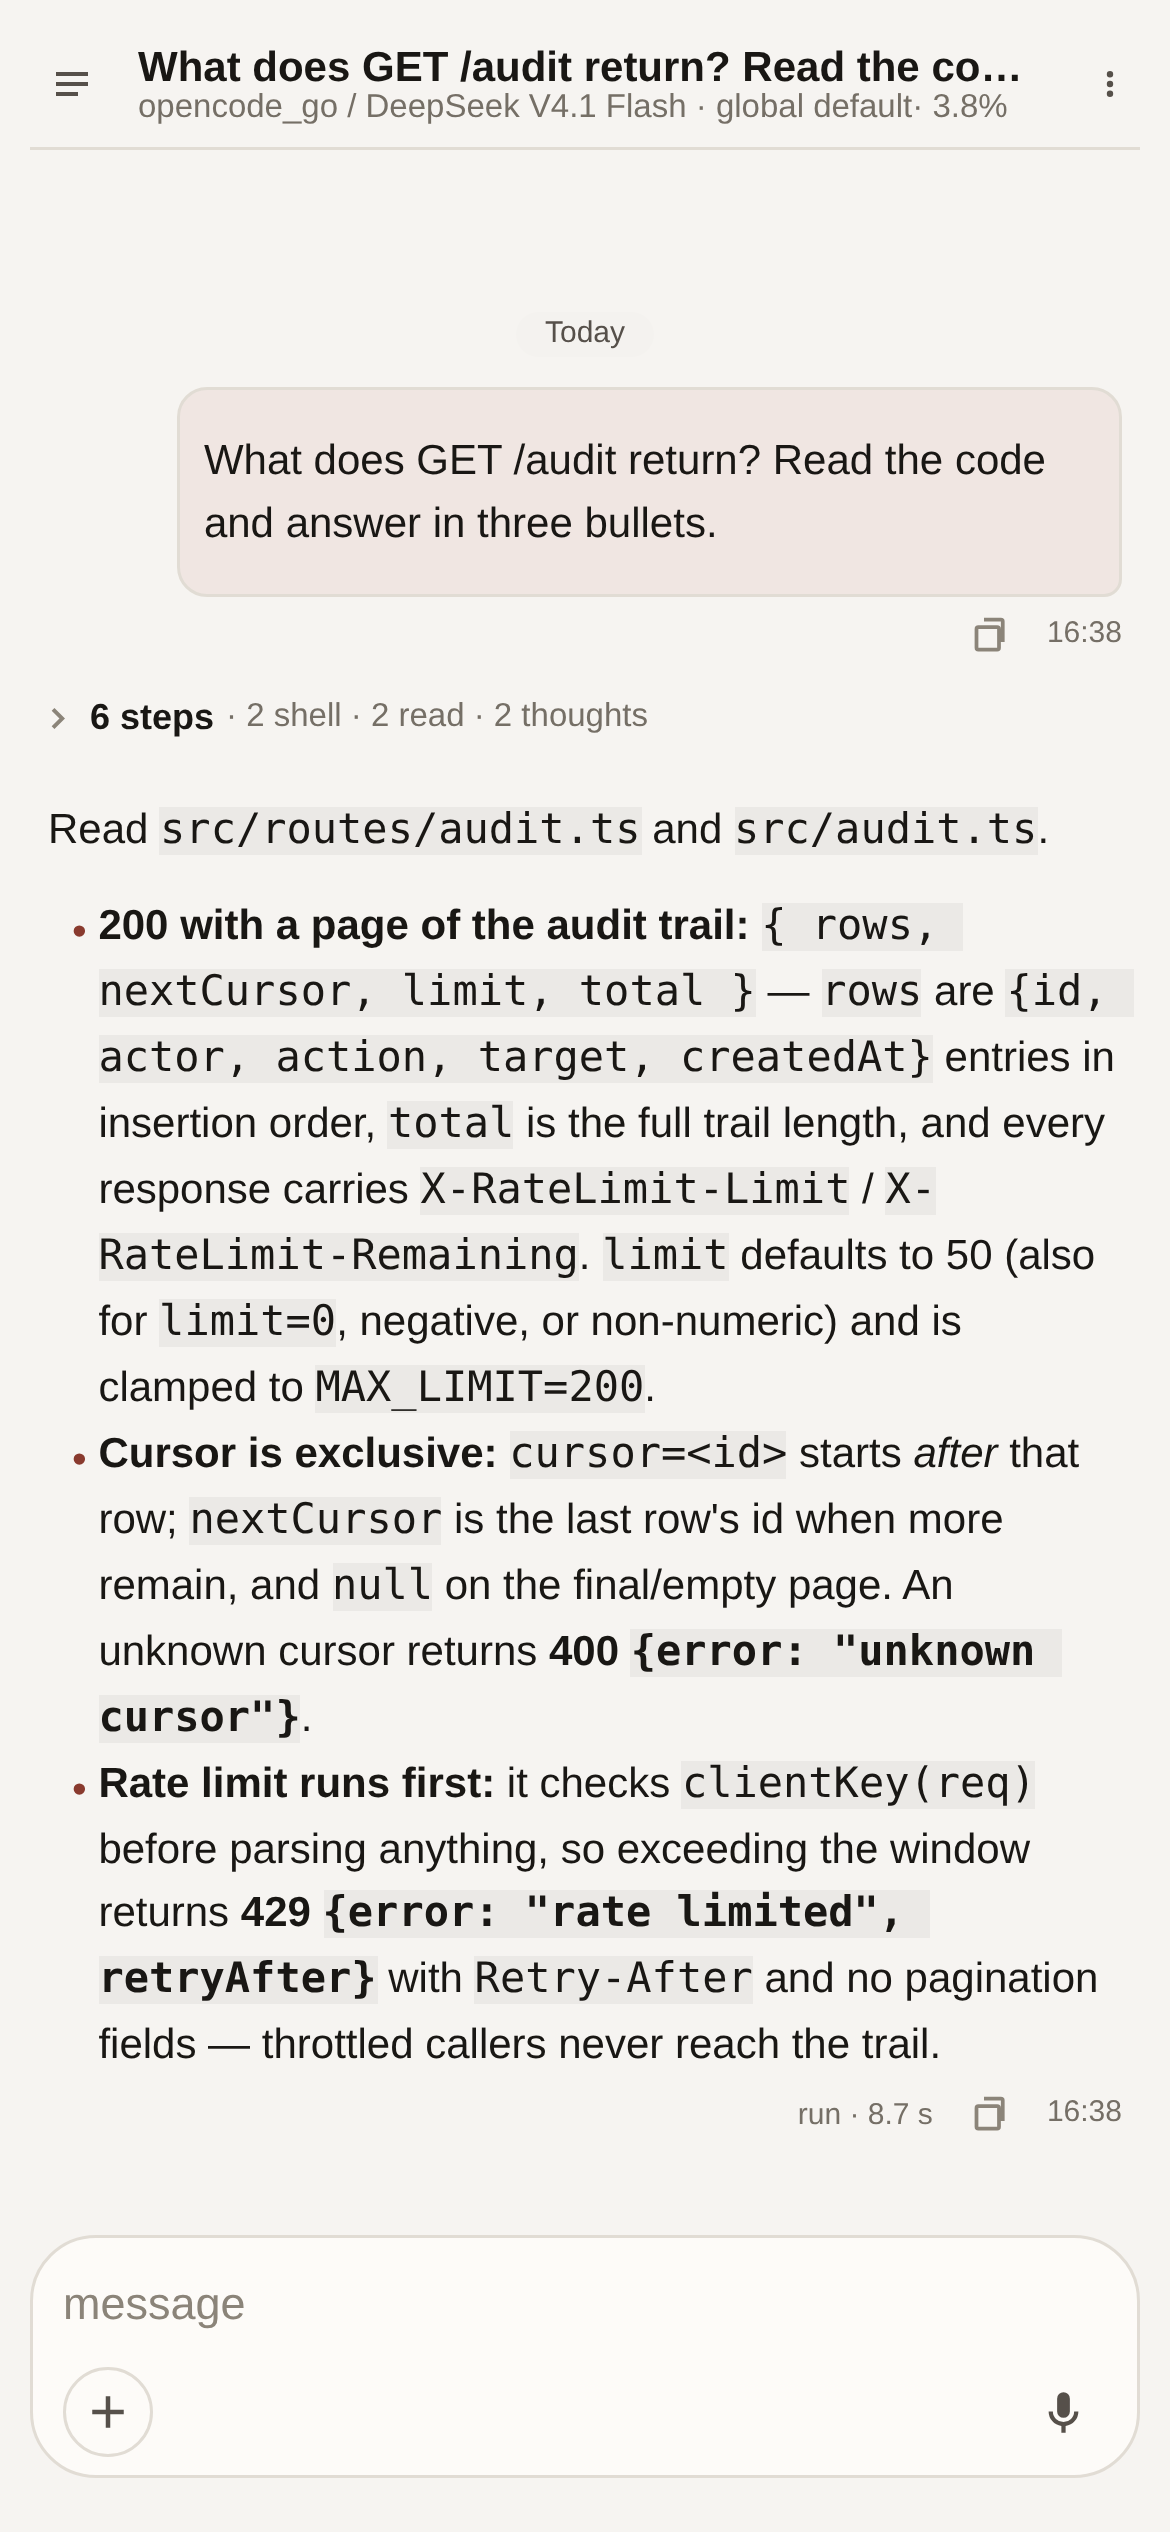 What does GET /audit return? Read the co…
opencode_go / DeepSeek V4.1 Flash · global default· 3.8%
Today
What does GET /audit return? Read the code
and answer in three bullets.
16:38
6 steps · 2 shell · 2 read · 2 thoughts
Read src/routes/audit.ts and src/audit.ts.
• 200 with a page of the audit trail: { rows,
nextCursor, limit, total } — rows are {id,
actor, action, target, createdAt} entries in
insertion order, total is the full trail length, and every
response carries X-RateLimit-Limit / X-
RateLimit-Remaining. limit defaults to 50 (also
for limit=0, negative, or non-numeric) and is
clamped to MAX_LIMIT=200.
• Cursor is exclusive: cursor=<id> starts after that
row; nextCursor is the last row's id when more
remain, and null on the final/empty page. An
unknown cursor returns 400 {error: "unknown
cursor"}.
• Rate limit runs first: it checks clientKey(req)
before parsing anything, so exceeding the window
returns 429 {error: "rate limited",
retryAfter} with Retry-After and no pagination
fields — throttled callers never reach the trail.
run · 8.7 s 16:38
message